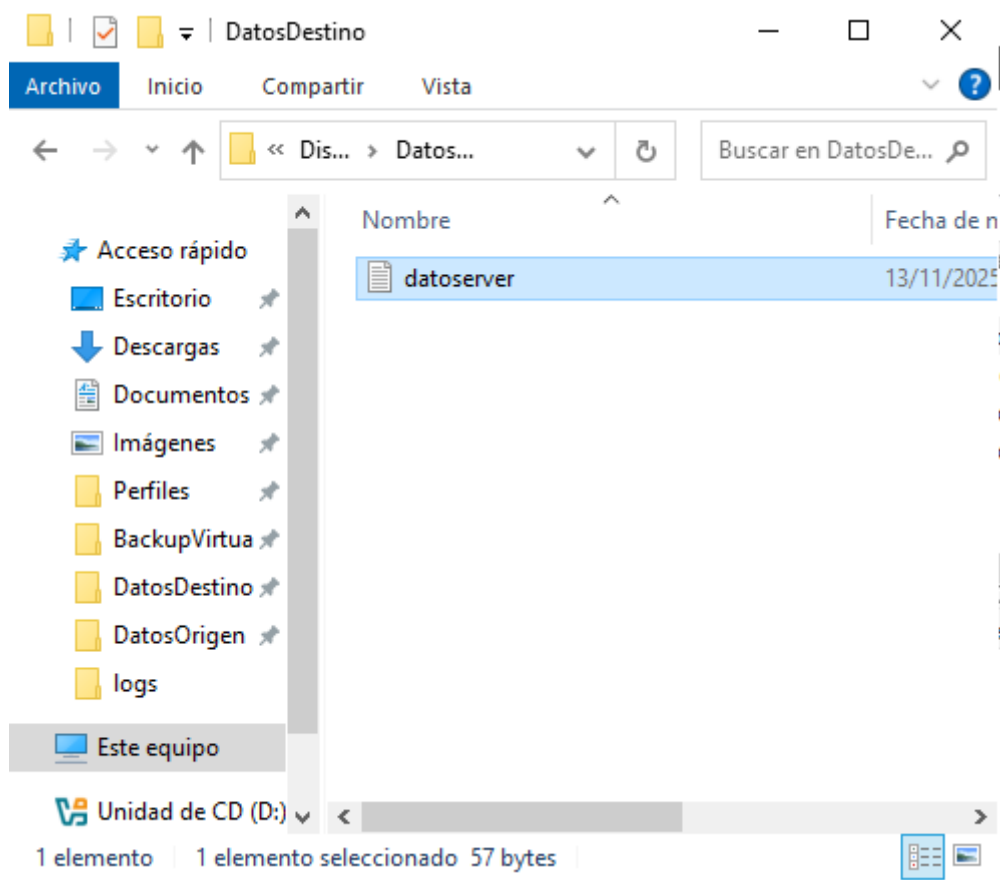 DatosDestino
Archivo Inicio Compartir Vista
« Dis... › Datos... Buscar en DatosDe...
Nombre Fecha de
datoserver 13/11/2025
Acceso rápido
Escritorio
Descargas
Documentos
Imágenes
Perfiles
BackupVirtua
DatosDestino
DatosOrigen
logs
Este equipo
Unidad de CD (D:)
1 elemento 1 elemento seleccionado 57 bytes